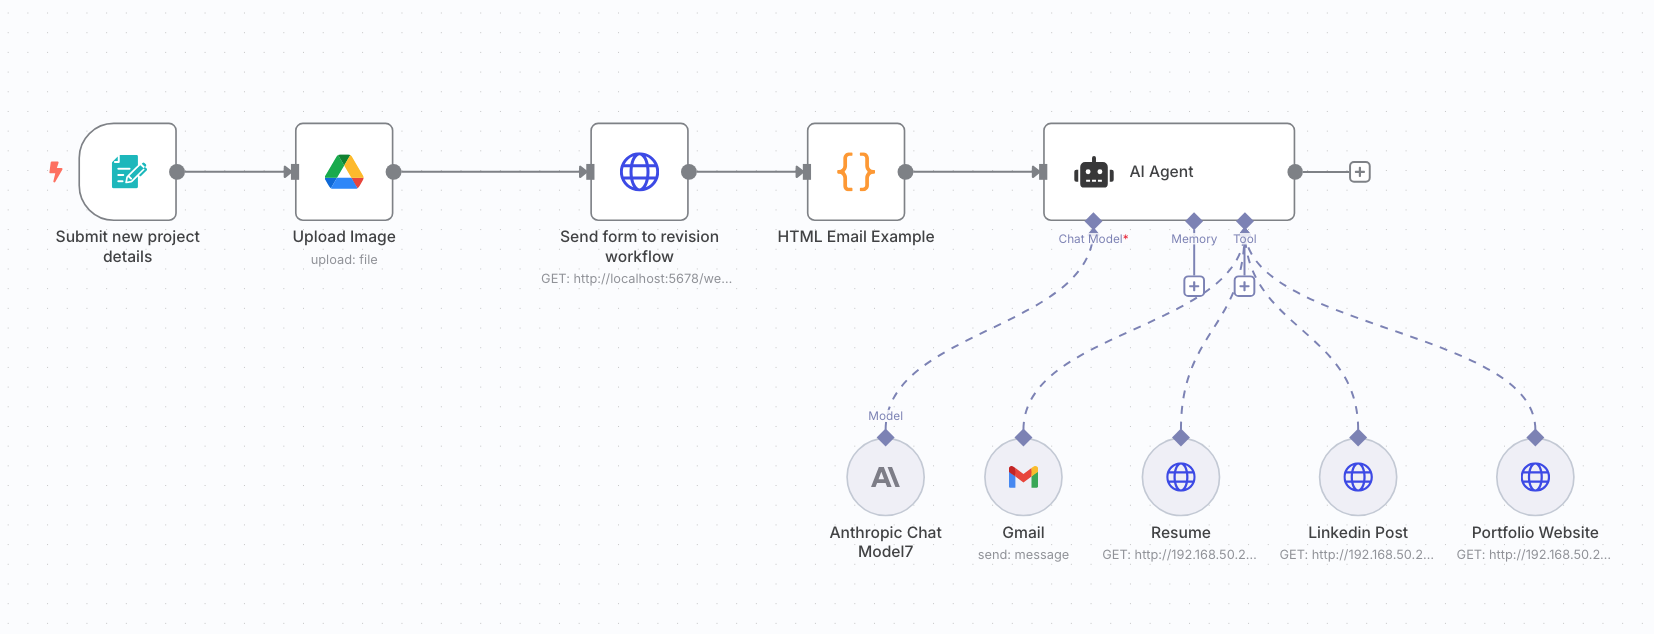 Submit new project
details
Upload Image
upload: file
Send form to revision
workflow
GET: http://localhost:5678/we...
HTML Email Example
AI Agent
Chat Model*
Memory
Tool
Model
Anthropic Chat
Model7
Gmail
send: message
Resume
GET: http://192.168.50.2...
Linkedin Post
GET: http://192.168.50.2...
Portfolio Website
GET: http://192.168.50.2...